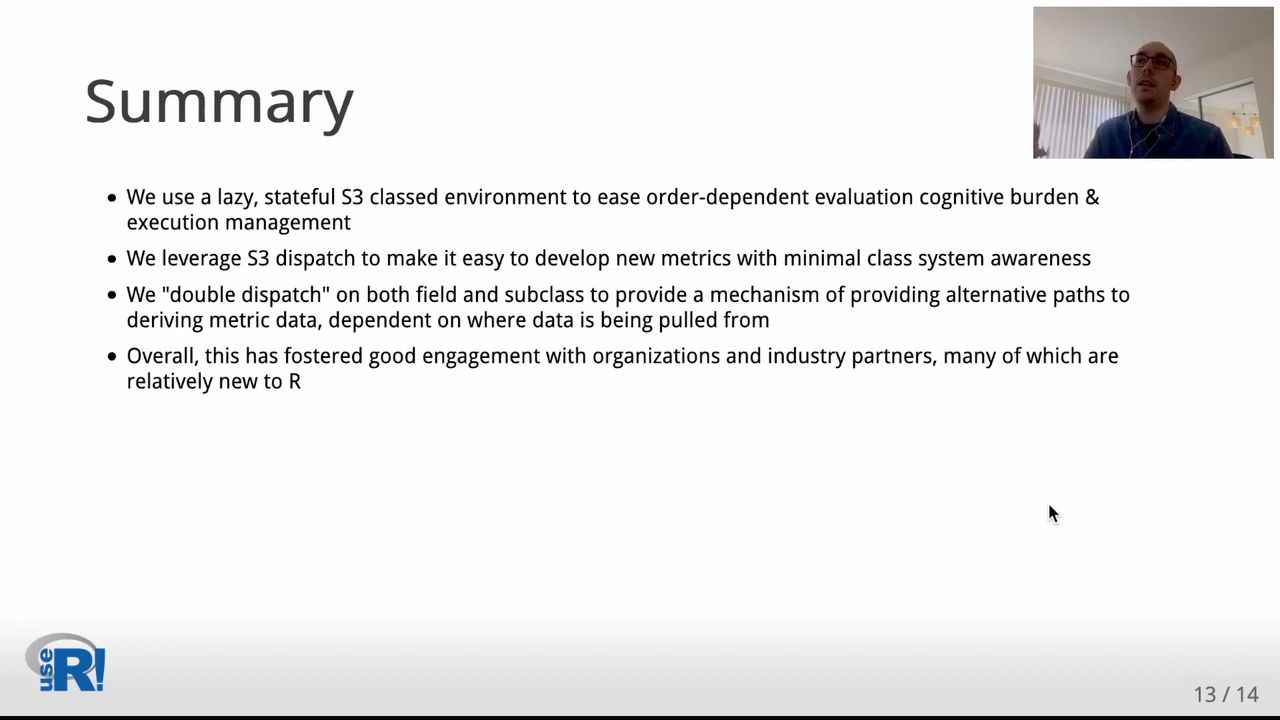 Summary
• We use a lazy, stateful S3 classed environment to ease order-dependent evaluation cognitive burden &
execution management
• We leverage S3 dispatch to make it easy to develop new metrics with minimal class system awareness
• We "double dispatch" on both field and subclass to provide a mechanism of providing alternative paths to
deriving metric data, dependent on where data is being pulled from
• Overall, this has fostered good engagement with organizations and industry partners, many of which are
relatively new to R
use R!
13 / 14